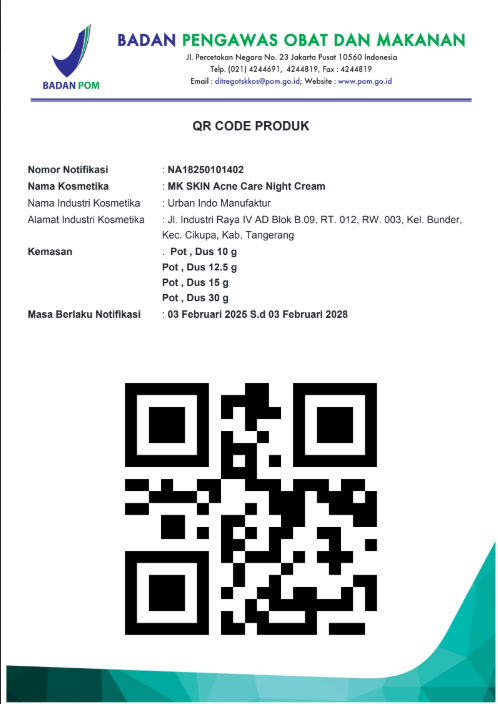 BADAN PENGAWAS OBAT DAN MAKANAN
Jl. Percetakan Negara No. 23 Jakarta Pusat 10560 Indonesia
Telp. (021) 4244691, 4244819, Fax : 4244819
Email : ditregotskkos@pom.go.id; Website : www.pom.go.id
BADAN POM
QR CODE PRODUK
Nomor Notifikasi : NA18250101402
Nama Kosmetika : MK SKIN Acne Care Night Cream
Nama Industri Kosmetika : Urban Indo Manufaktur
Alamat Industri Kosmetika : Jl. Industri Raya IV AD Blok B.09, RT. 012, RW. 003, Kel. Bunder,
Kec. Cikupa, Kab. Tangerang
Kemasan : Pot , Dus 10 g
Pot , Dus 12.5 g
Pot , Dus 15 g
Pot , Dus 30 g
Masa Berlaku Notifikasi : 03 Februari 2025 S.d 03 Februari 2028